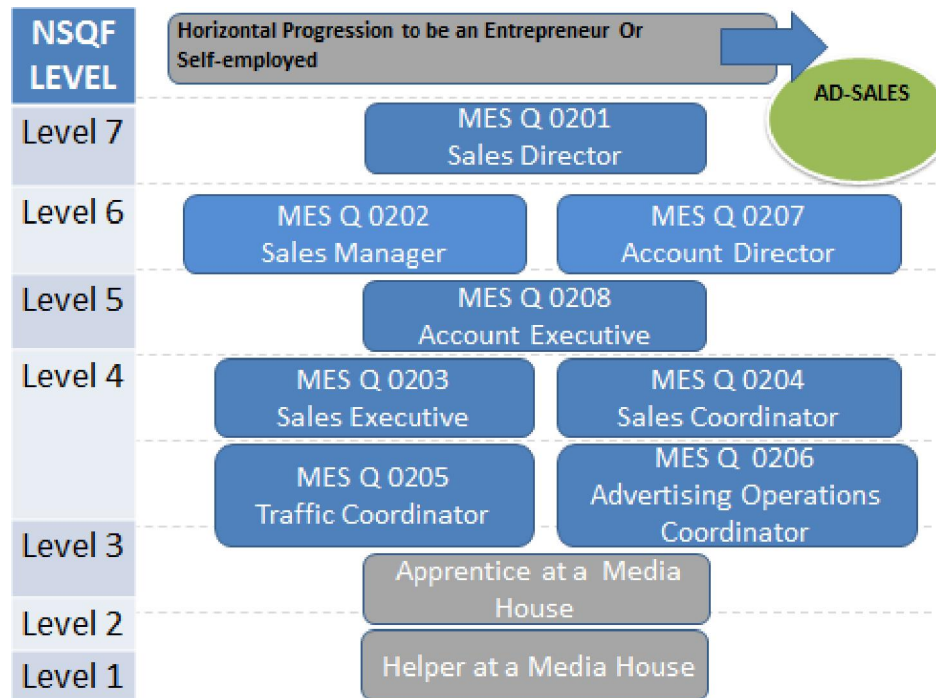 NSQF
LEVEL
Horizontal Progression to be an Entrepreneur Or
Self-employed
AD-SALES
Level 7
MES Q 0201
Sales Director
Level 6
MES Q 0202
Sales Manager
MES Q 0207
Account Director
Level 5
MES Q 0208
Account Executive
Level 4
MES Q 0203
Sales Executive
MES Q 0204
Sales Coordinator
MES Q 0205
Traffic Coordinator
MES Q 0206
Advertising Operations
Coordinator
Level 3
Apprentice at a Media
House
Level 2
Level 1
Helper at a Media House